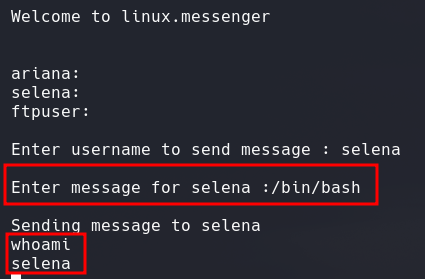 Welcome to linux.messenger
ariana:
selena:
ftpuser:
Enter username to send message : selena
Enter message for selena :/bin/bash
Sending message to selena
whoami
selena